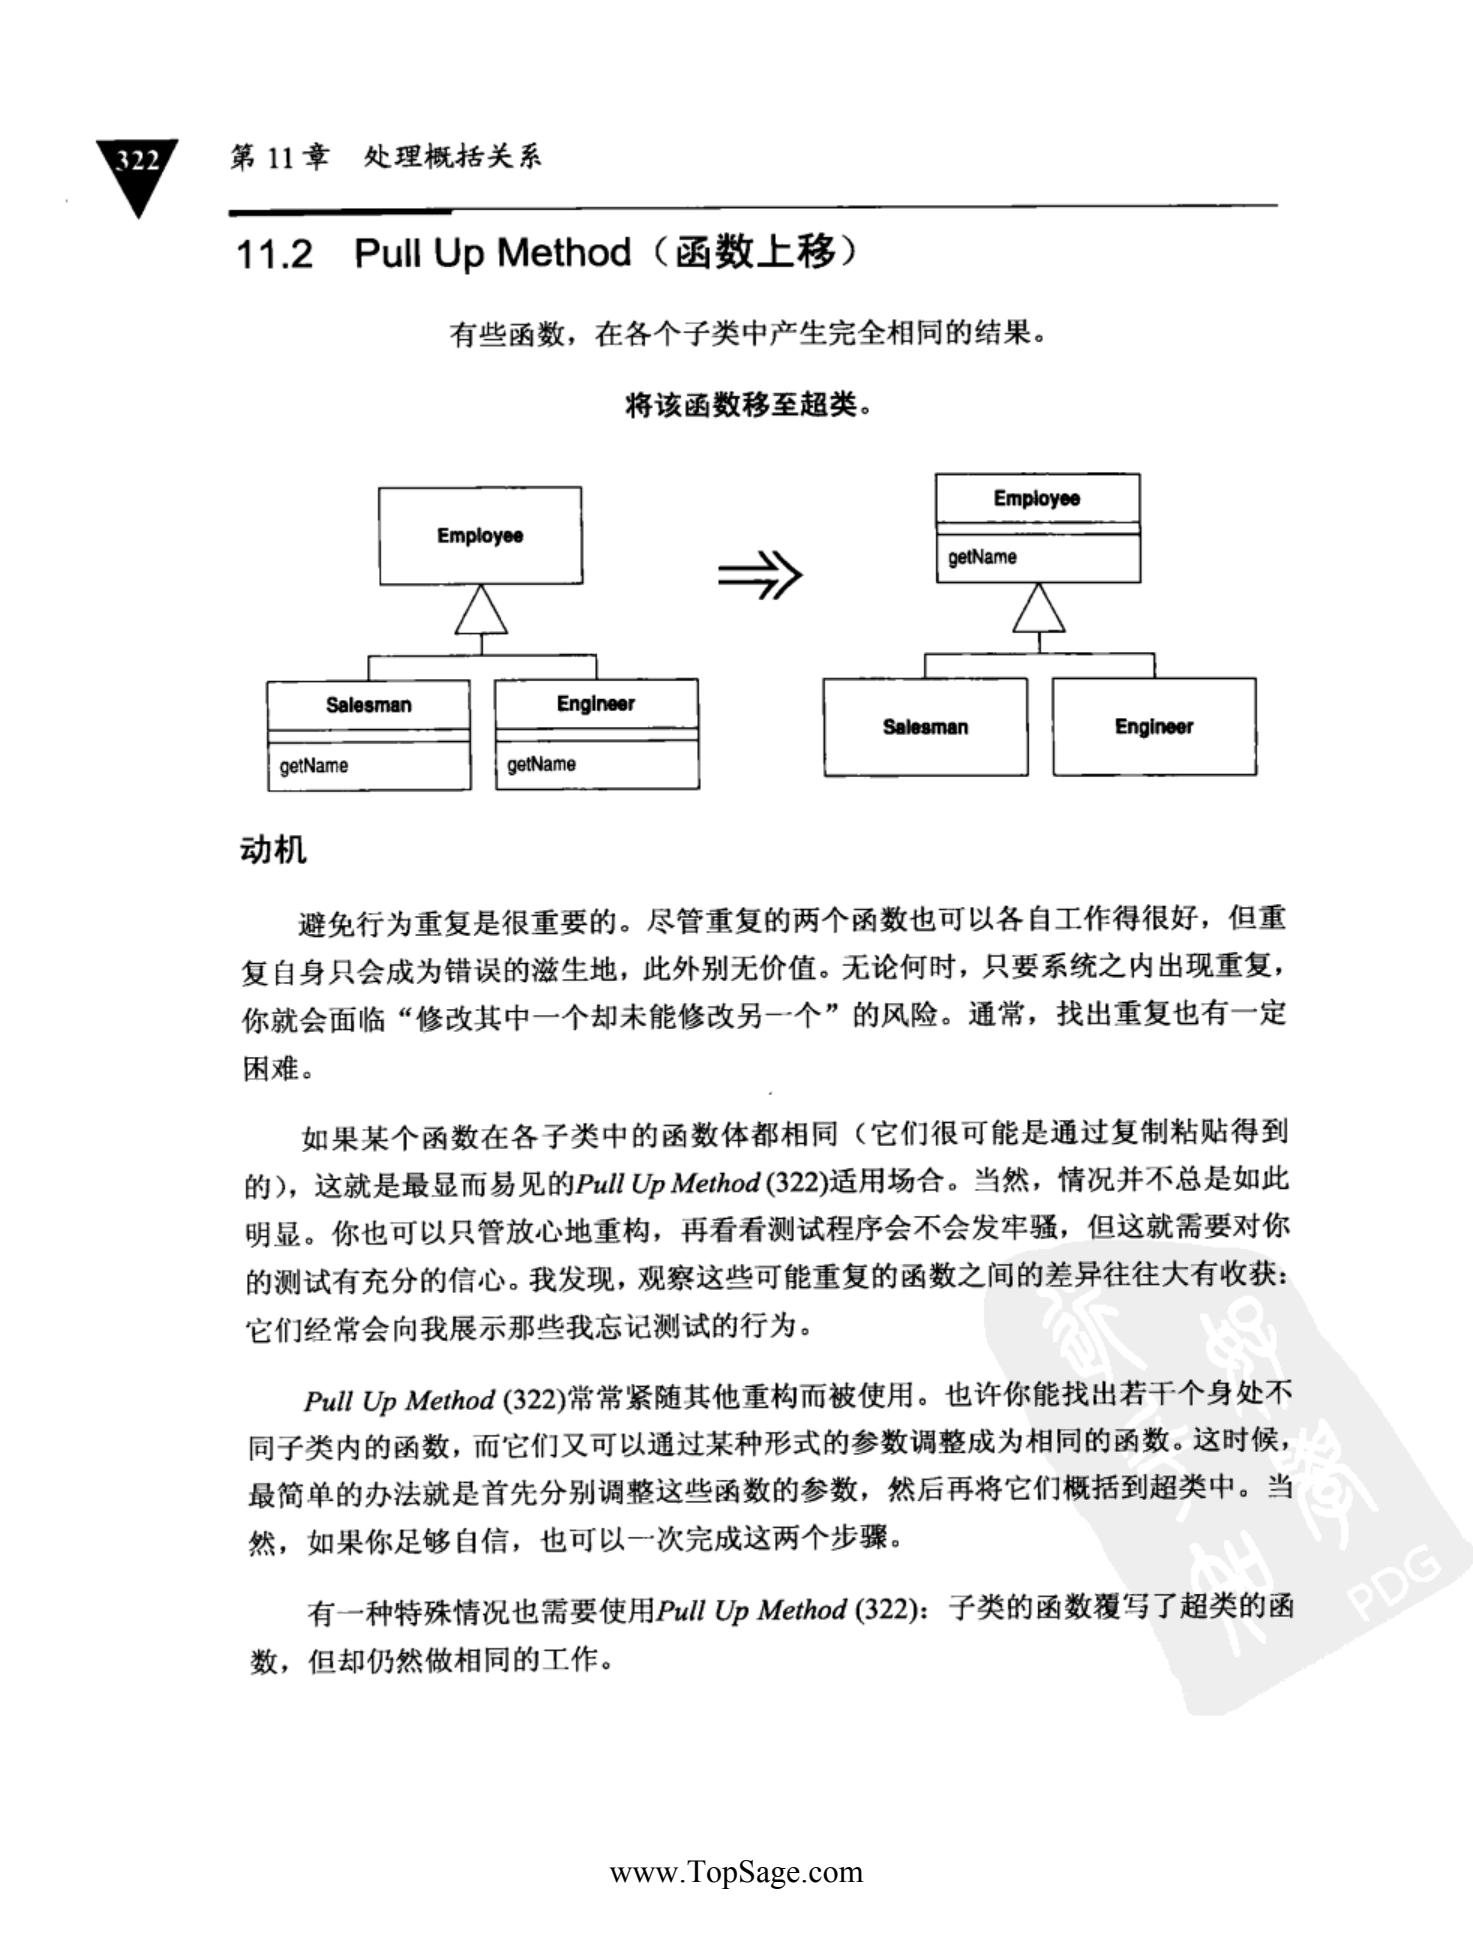 322
第 11 章 处理概括关系
11.2 Pull Up Method（函数上移）
有些函数，在各个子类中产生完全相同的结果。
将该函数移至超类。
Employee
Salesman
getName
Engineer
getName
Employee
getName
Salesman
Engineer
动机
避免行为重复是很重要的。尽管重复的两个函数也可以各自工作得很好，但重
复自身只会成为错误的滋生地，此外别无价值。无论何时，只要系统之内出现重复，
你就会面临“修改其中一个却未能修改另一个”的风险。通常，找出重复也有一定
困难。
如果某个函数在各子类中的函数体都相同（它们很可能是通过复制粘贴得到
的），这就是最显而易见的Pull Up Method (322)适用场合。当然，情况并不总是如此
明显。你也可以只管放心地重构，再看看测试程序会不会发牢骚，但这就需要对你
的测试有充分的信心。我发现，观察这些可能重复的函数之间的差异往往大有收获：
它们经常会向我展示那些我忘记测试的行为。
Pull Up Method (322)常常紧随其他重构而被使用。也许你能找出若干个身处不
同子类内的函数，而它们又可以通过某种形式的参数调整成为相同的函数。这时候，
最简单的办法就是首先分别调整这些函数的参数，然后再将它们概括到超类中。当
然，如果你足够自信，也可以一次完成这两个步骤。
有一种特殊情况也需要使用Pull Up Method (322)：子类的函数覆写了超类的函
数，但却仍然做相同的工作。
PDG
www.TopSage.com